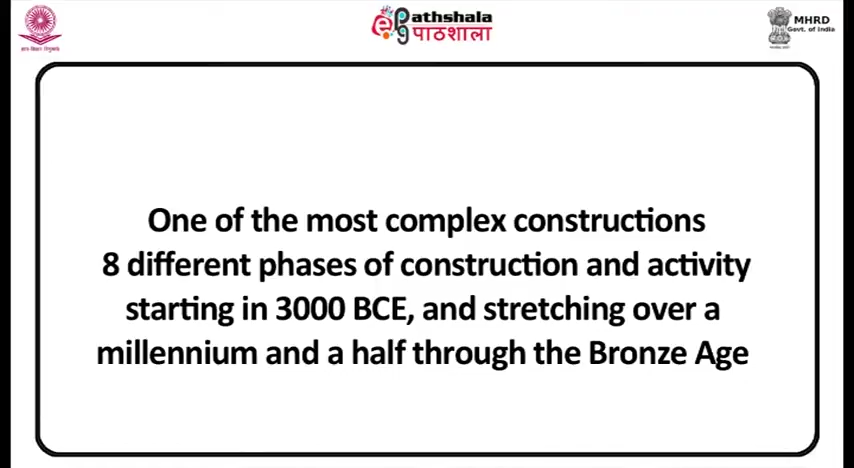 ePathshala
पाठशाला
MHRD
Govt. of India
One of the most complex constructions
8 different phases of construction and activity
starting in 3000 BCE, and stretching over a
millennium and a half through the Bronze Age